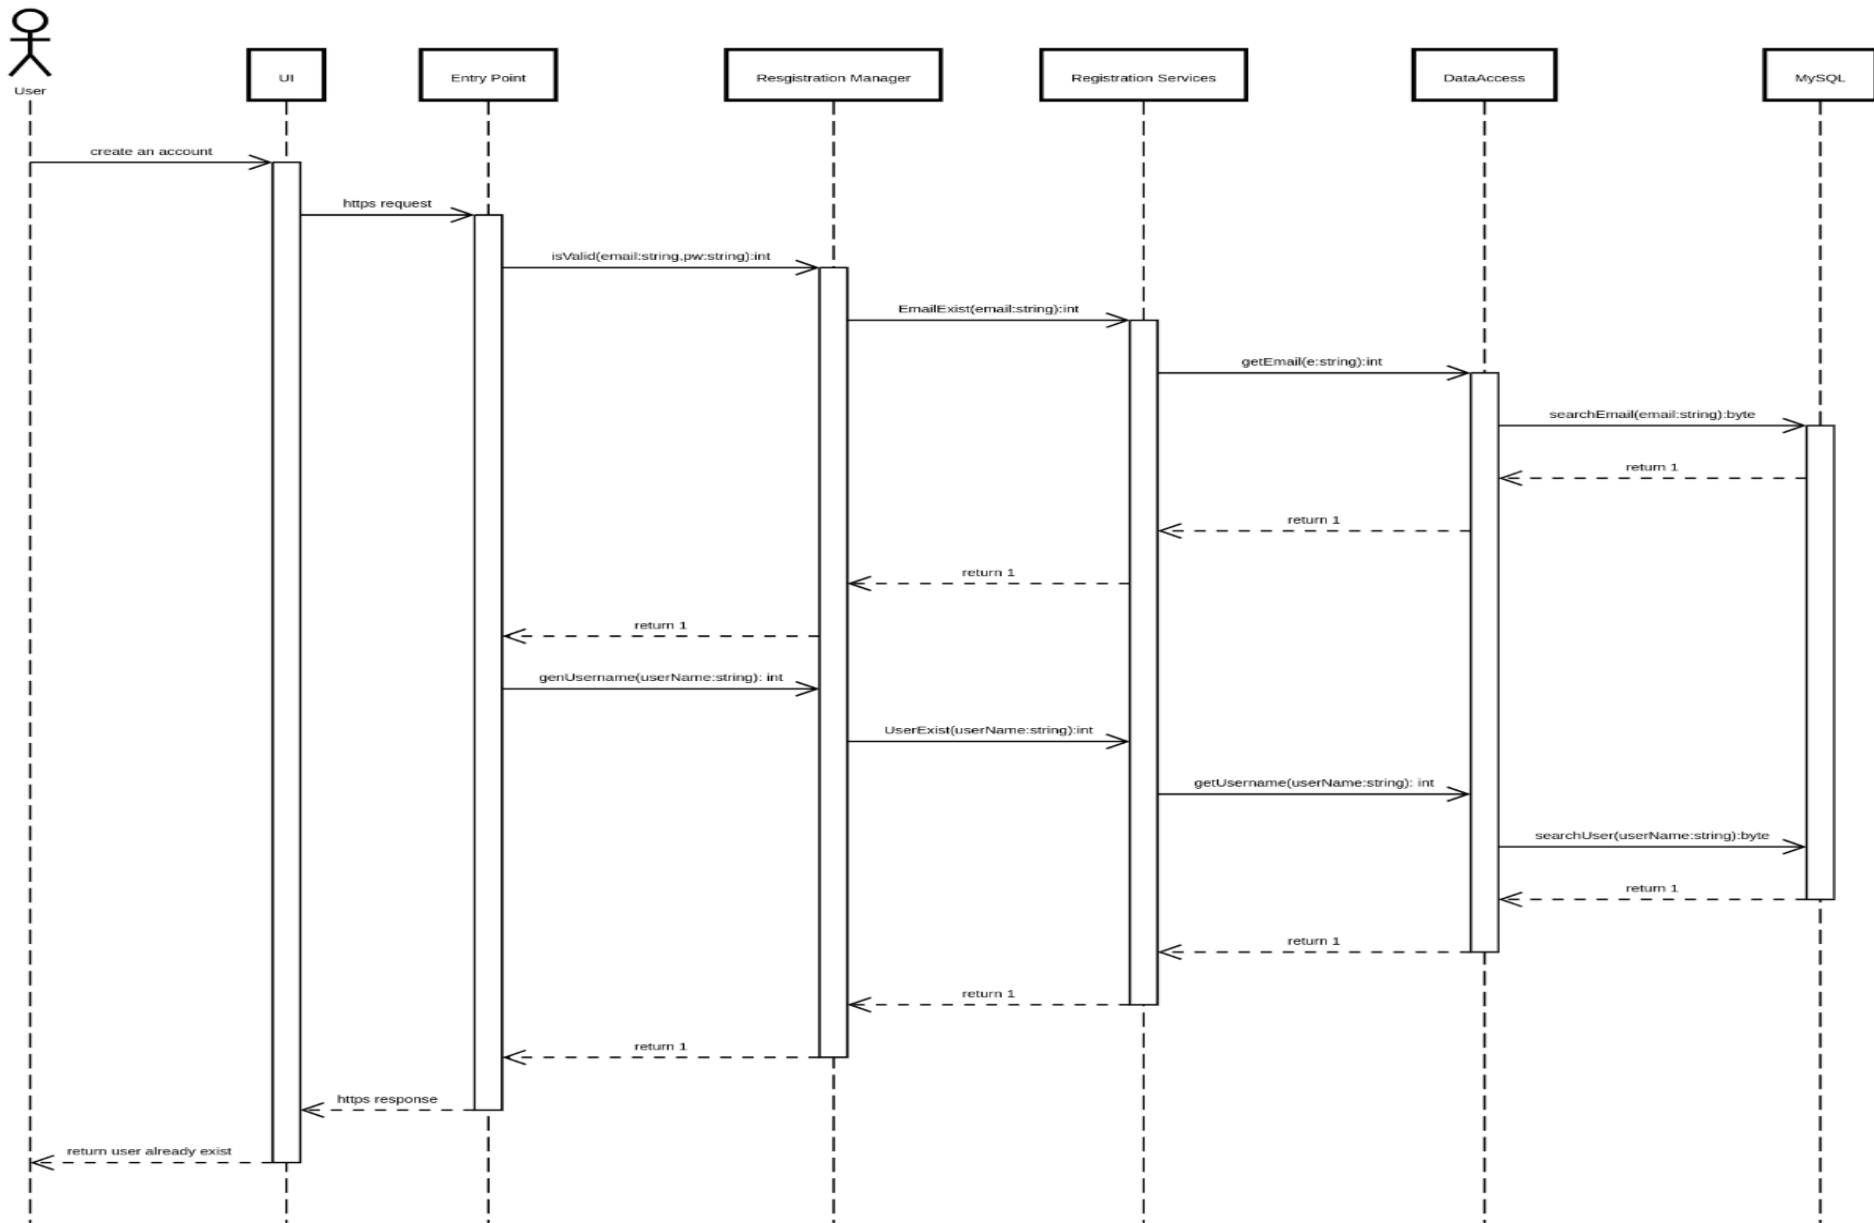 User
UI
Entry Point
Resgistration Manager
Registration Services
DataAccess
MySQL
create an account
https request
isValid(email:string,pw:string):int
EmailExist(email:string):int
getEmail(e:string):int
searchEmail(email:string):byte
return 1
return 1
return 1
return 1
genUsername(userName:string): int
UserExist(userName:string):int
getUsername(userName:string): int
searchUser(userName:string):byte
return 1
return 1
return 1
return 1
https response
return user already exist